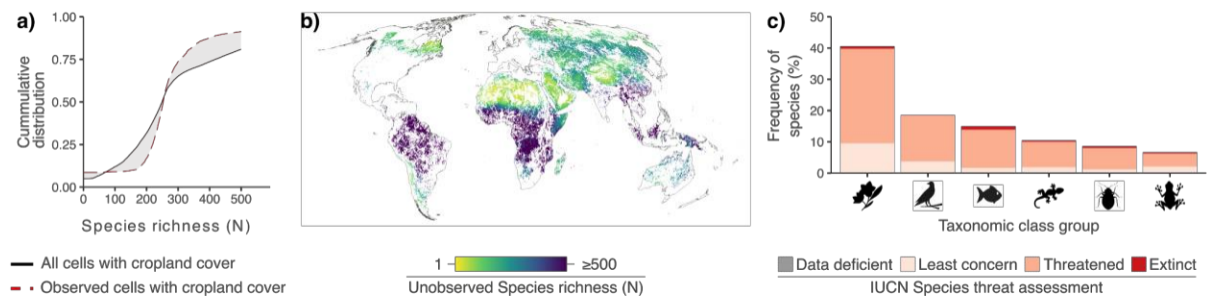 a)
Cummulative
distribution
1.00
0.75
0.50
0.25
0.00
0 100 200 300 400 500
Species richness (N)
All cells with cropland cover
Observed cells with cropland cover
b)
1 ≥500
Unobserved Species richness (N)
c)
Frequency of
species (%)
50
40
30
20
10
0
Taxonomic class group
Data deficient Least concern Threatened Extinct
IUCN Species threat assessment